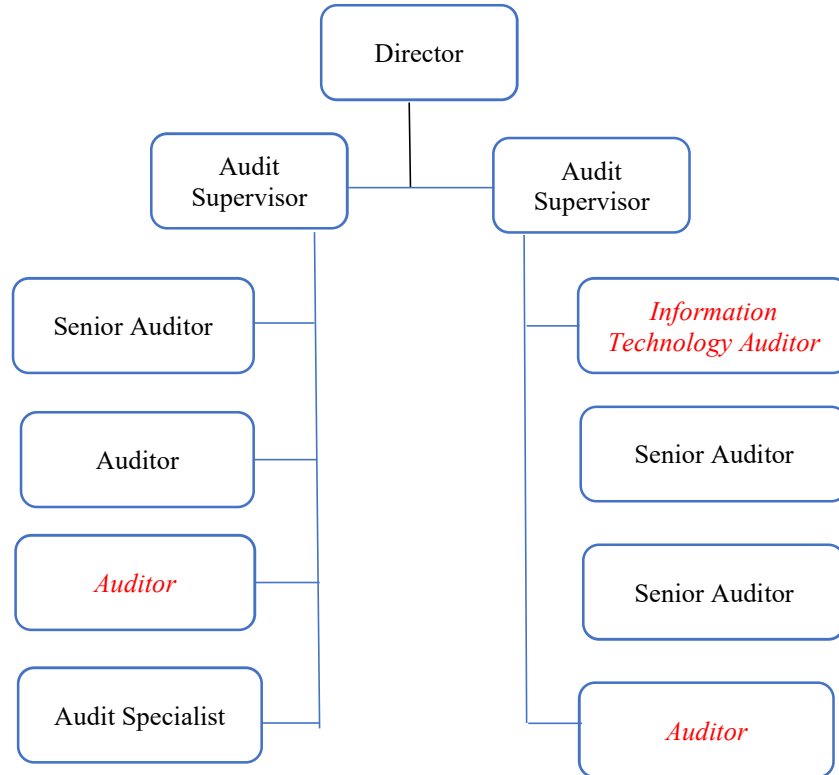 Director
Audit
Supervisor
Audit
Supervisor
Senior Auditor
Auditor
Auditor
Audit Specialist
Information
Technology Auditor
Senior Auditor
Senior Auditor
Auditor